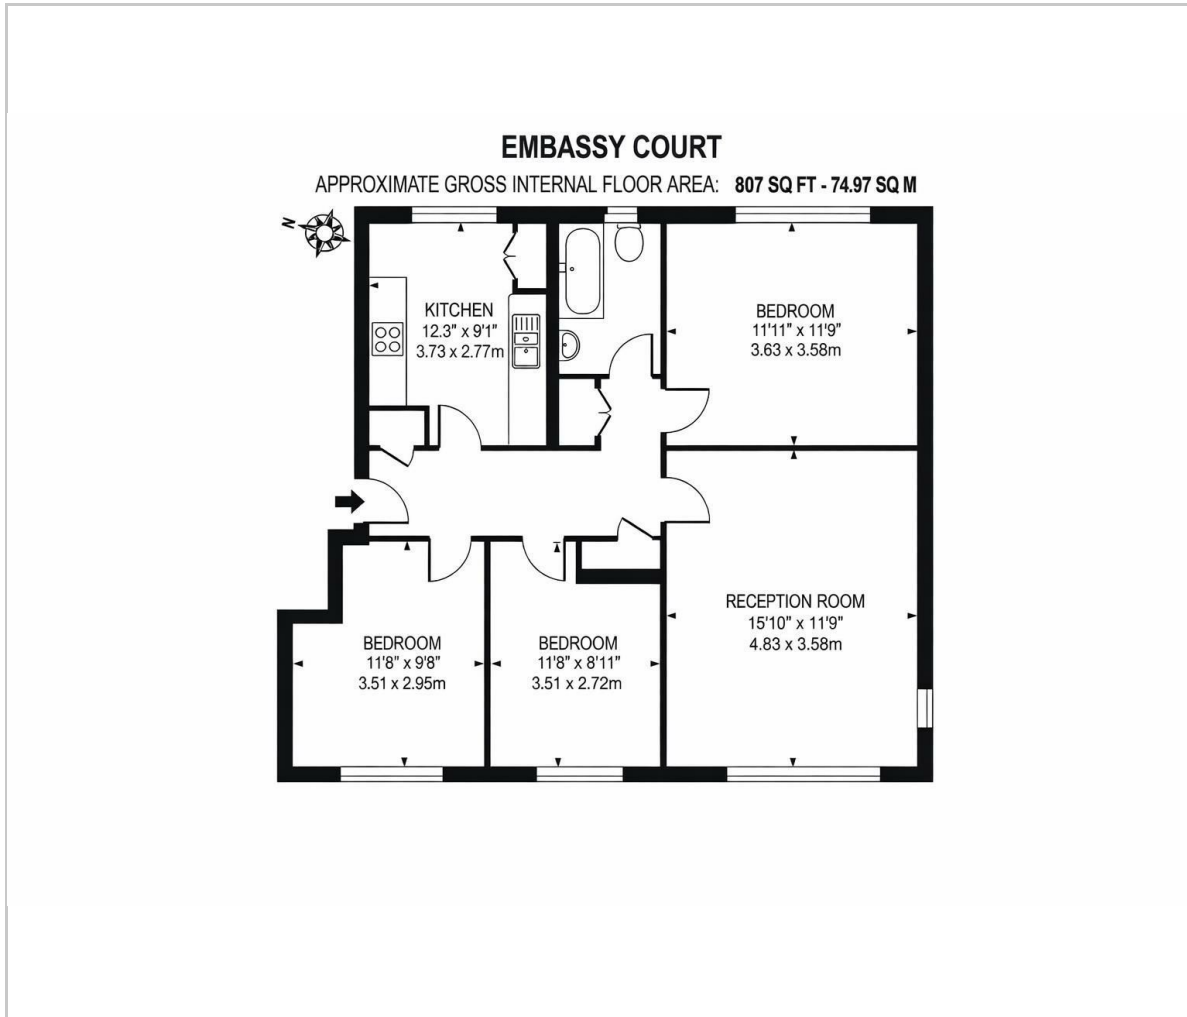 EMBASSY COURT
APPROXIMATE GROSS INTERNAL FLOOR AREA: 807 SQ FT - 74.97 SQ M
N
KITCHEN
12.3" x 9'1"
3.73 x 2.77m
BEDROOM
11'11" x 11'9"
3.63 x 3.58m
RECEPTION ROOM
15'10" x 11'9"
4.83 x 3.58m
BEDROOM
11'8" x 9'8"
3.51 x 2.95m
BEDROOM
11'8" x 8'11"
3.51 x 2.72m